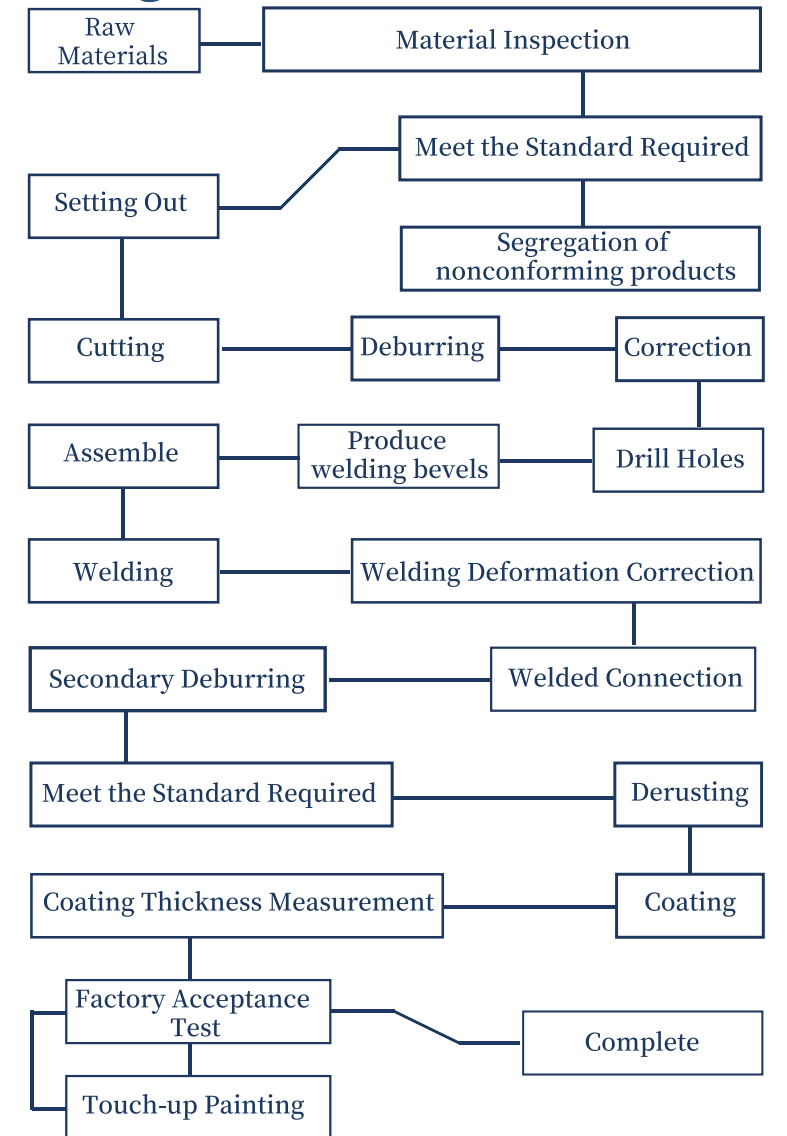 Raw
Materials
Material Inspection
Meet the Standard Required
Setting Out
Segregation of
nonconforming products
Cutting
Deburring
Correction
Assemble
Produce
welding bevels
Drill Holes
Welding
Welding Deformation Correction
Secondary Deburring
Welded Connection
Meet the Standard Required
Derusting
Coating Thickness Measurement
Coating
Factory Acceptance
Test
Complete
Touch-up Painting